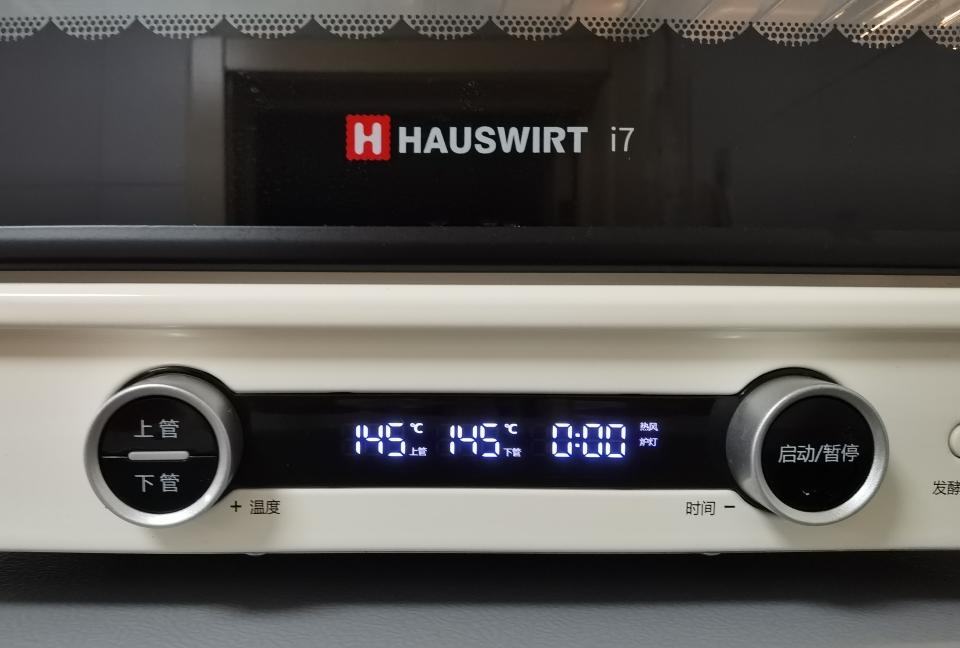 H HAUSWIRT i7
上管
下管
145 ℃ 上管 145 ℃ 下管 0:00 热风 炉灯
启动/暂停
+ 温度
时间 −
发酵